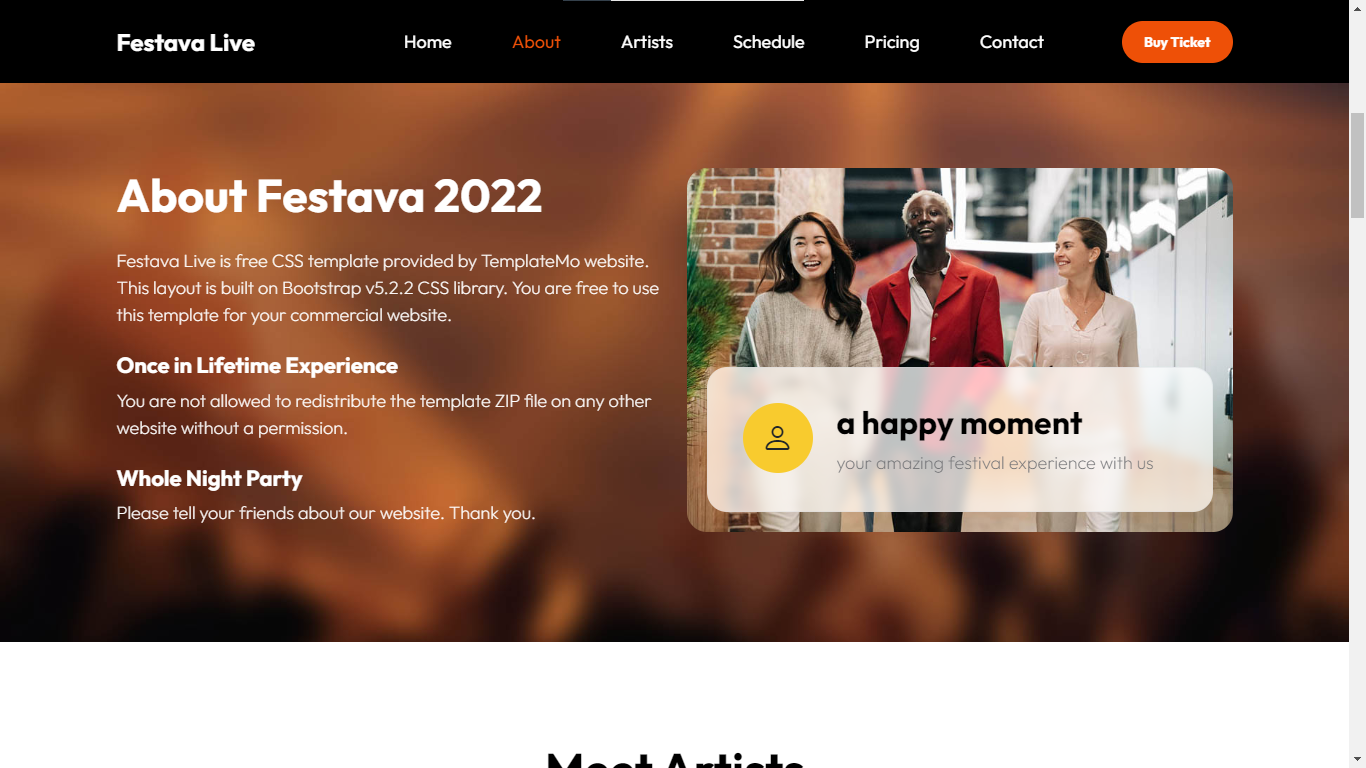 Festava Live
Home
About
Artists
Schedule
Pricing
Contact
Buy Ticket
About Festava 2022
Festava Live is free CSS template provided by TemplateMo website.
This layout is built on Bootstrap v5.2.2 CSS library. You are free to use
this template for your commercial website.
Once in Lifetime Experience
You are not allowed to redistribute the template ZIP file on any other
website without a permission.
Whole Night Party
Please tell your friends about our website. Thank you.
a happy moment
your amazing festival experience with us
Meet Artists